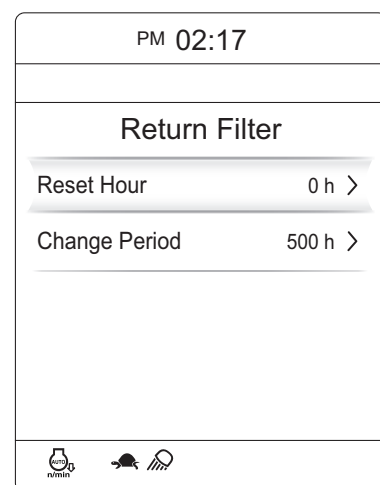 PM 02:17
Return Filter
Reset Hour 0 h
Change Period 500 h
AUTO
n/min